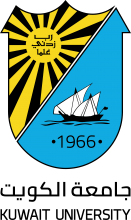 رب
زدني
علما
· 1966 ·
جامعة الكويت
KUWAIT UNIVERSITY